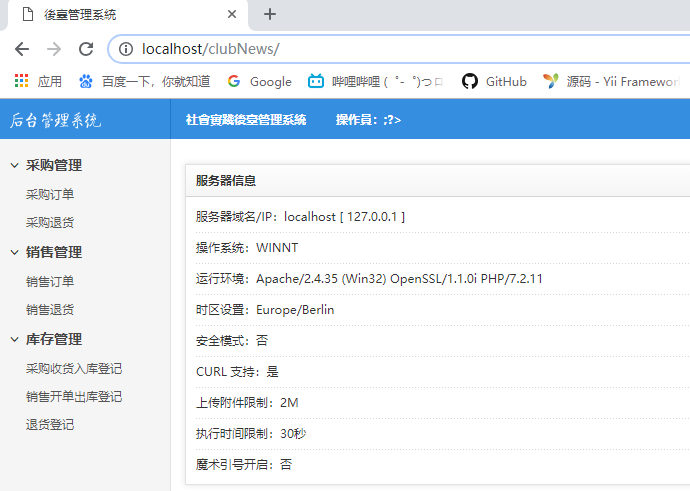 後臺管理系統
localhost/clubNews/
应用 百度一下，你就知道 Google 哔哩哔哩 ( ゜- ゜)つロ GitHub 源码 - Yii Framework
后台管理系统 社會實踐後臺管理系統 操作員：;?>
采购管理
采购订单
采购退货
销售管理
销售订单
销售退货
库存管理
采购收货入库登记
销售开单出库登记
退货登记
服务器信息
服务器域名/IP：localhost [ 127.0.0.1 ]
操作系统：WINNT
运行环境：Apache/2.4.35 (Win32) OpenSSL/1.1.0i PHP/7.2.11
时区设置：Europe/Berlin
安全模式：否
CURL 支持：是
上传附件限制：2M
执行时间限制：30秒
魔术引号开启：否